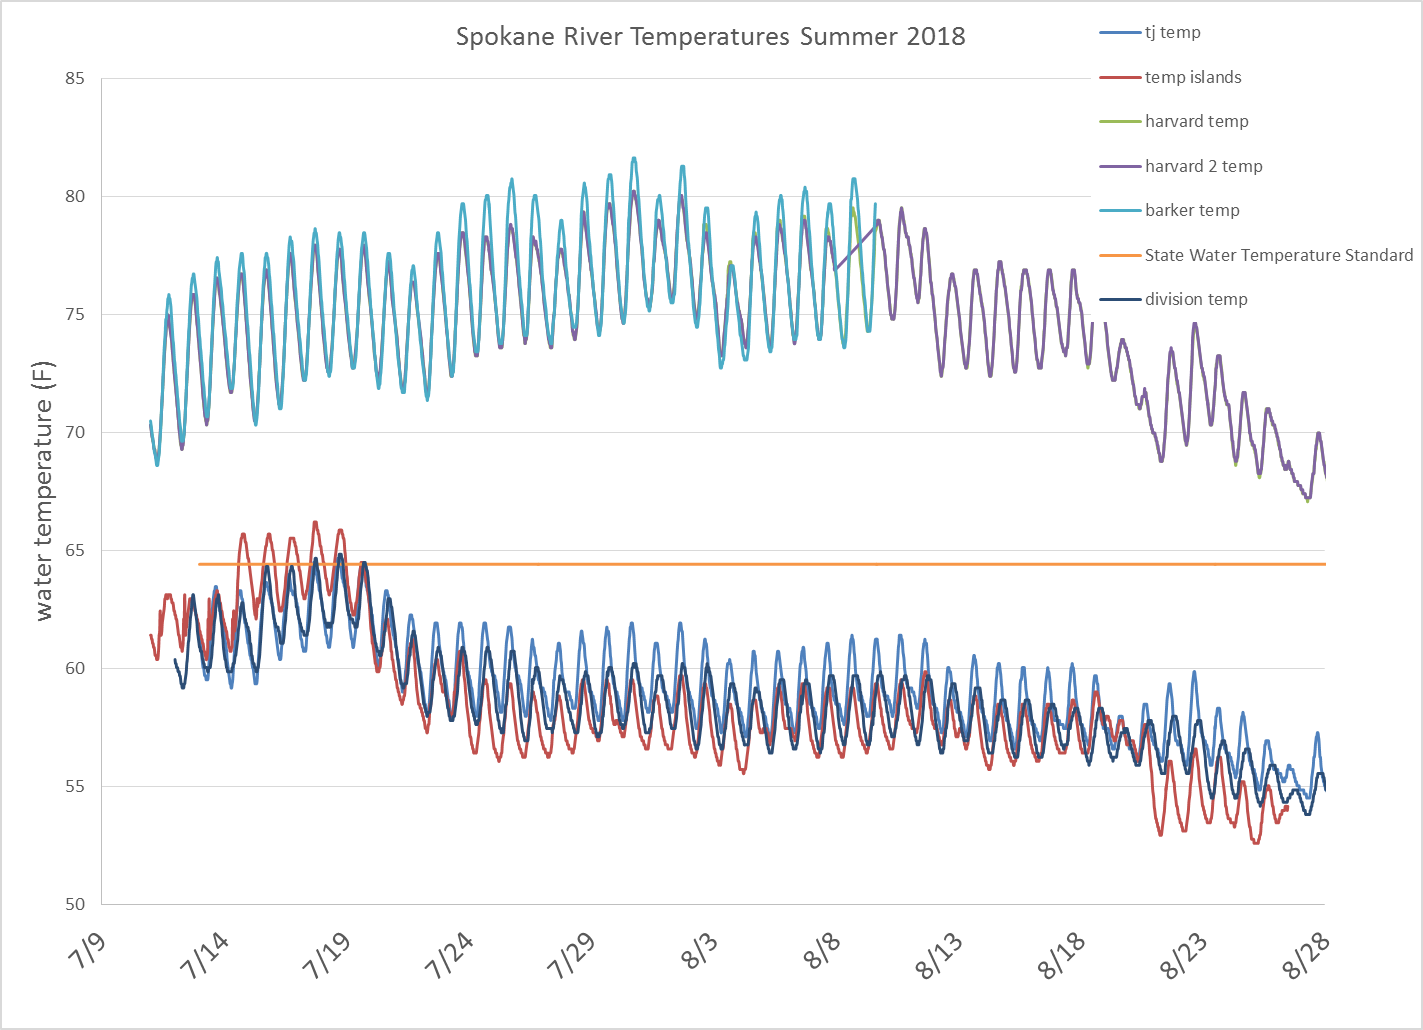 Spokane River Temperatures Summer 2018
tj temp
temp islands
harvard temp
harvard 2 temp
barker temp
State Water Temperature Standard
division temp
water temperature (F)
85
80
75
70
65
60
55
50
7/9
7/14
7/19
7/24
7/29
8/3
8/8
8/13
8/18
8/23
8/28